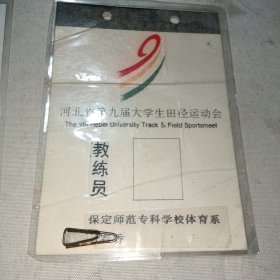 河北省第九届大学生田径运动会
The 9th Hebei University Track & Field Sportsmeet
教练员
保定师范专科学校体育系